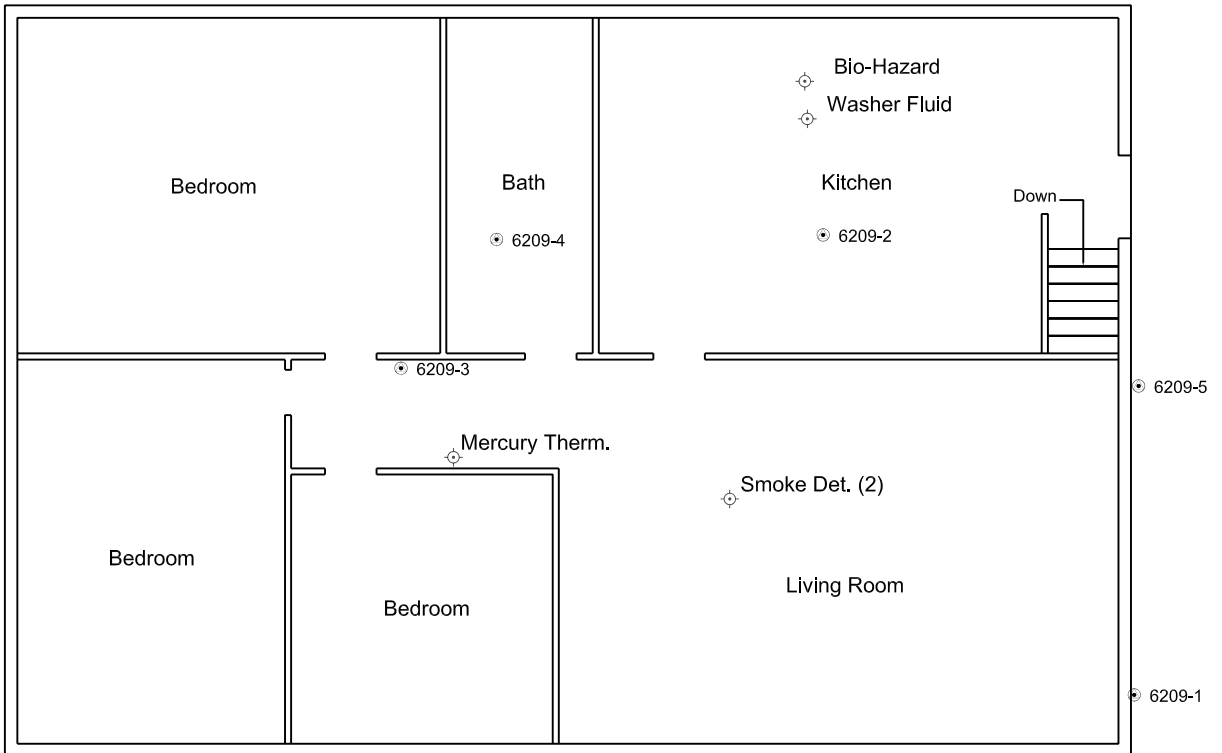 Bio-Hazard
Washer Fluid
Bedroom
Bath
Kitchen
Down
6209-4
6209-2
6209-3
6209-5
Mercury Therm.
Smoke Det. (2)
Bedroom
Living Room
Bedroom
6209-1